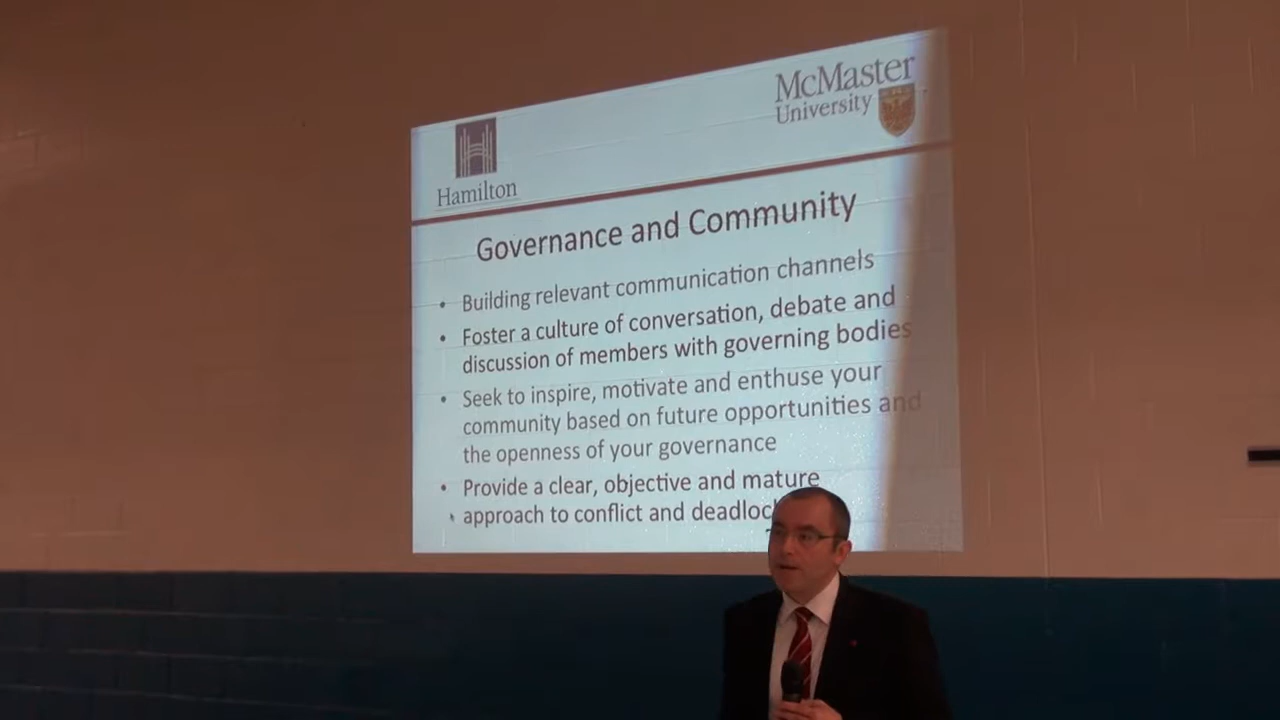 McMaster
University
Hamilton
Governance and Community
• Building relevant communication channels
• Foster a culture of conversation, debate and
discussion of members with governing bodies
• Seek to inspire, motivate and enthuse your
community based on future opportunities and
the openness of your governance
• Provide a clear, objective and mature
approach to conflict and deadloc